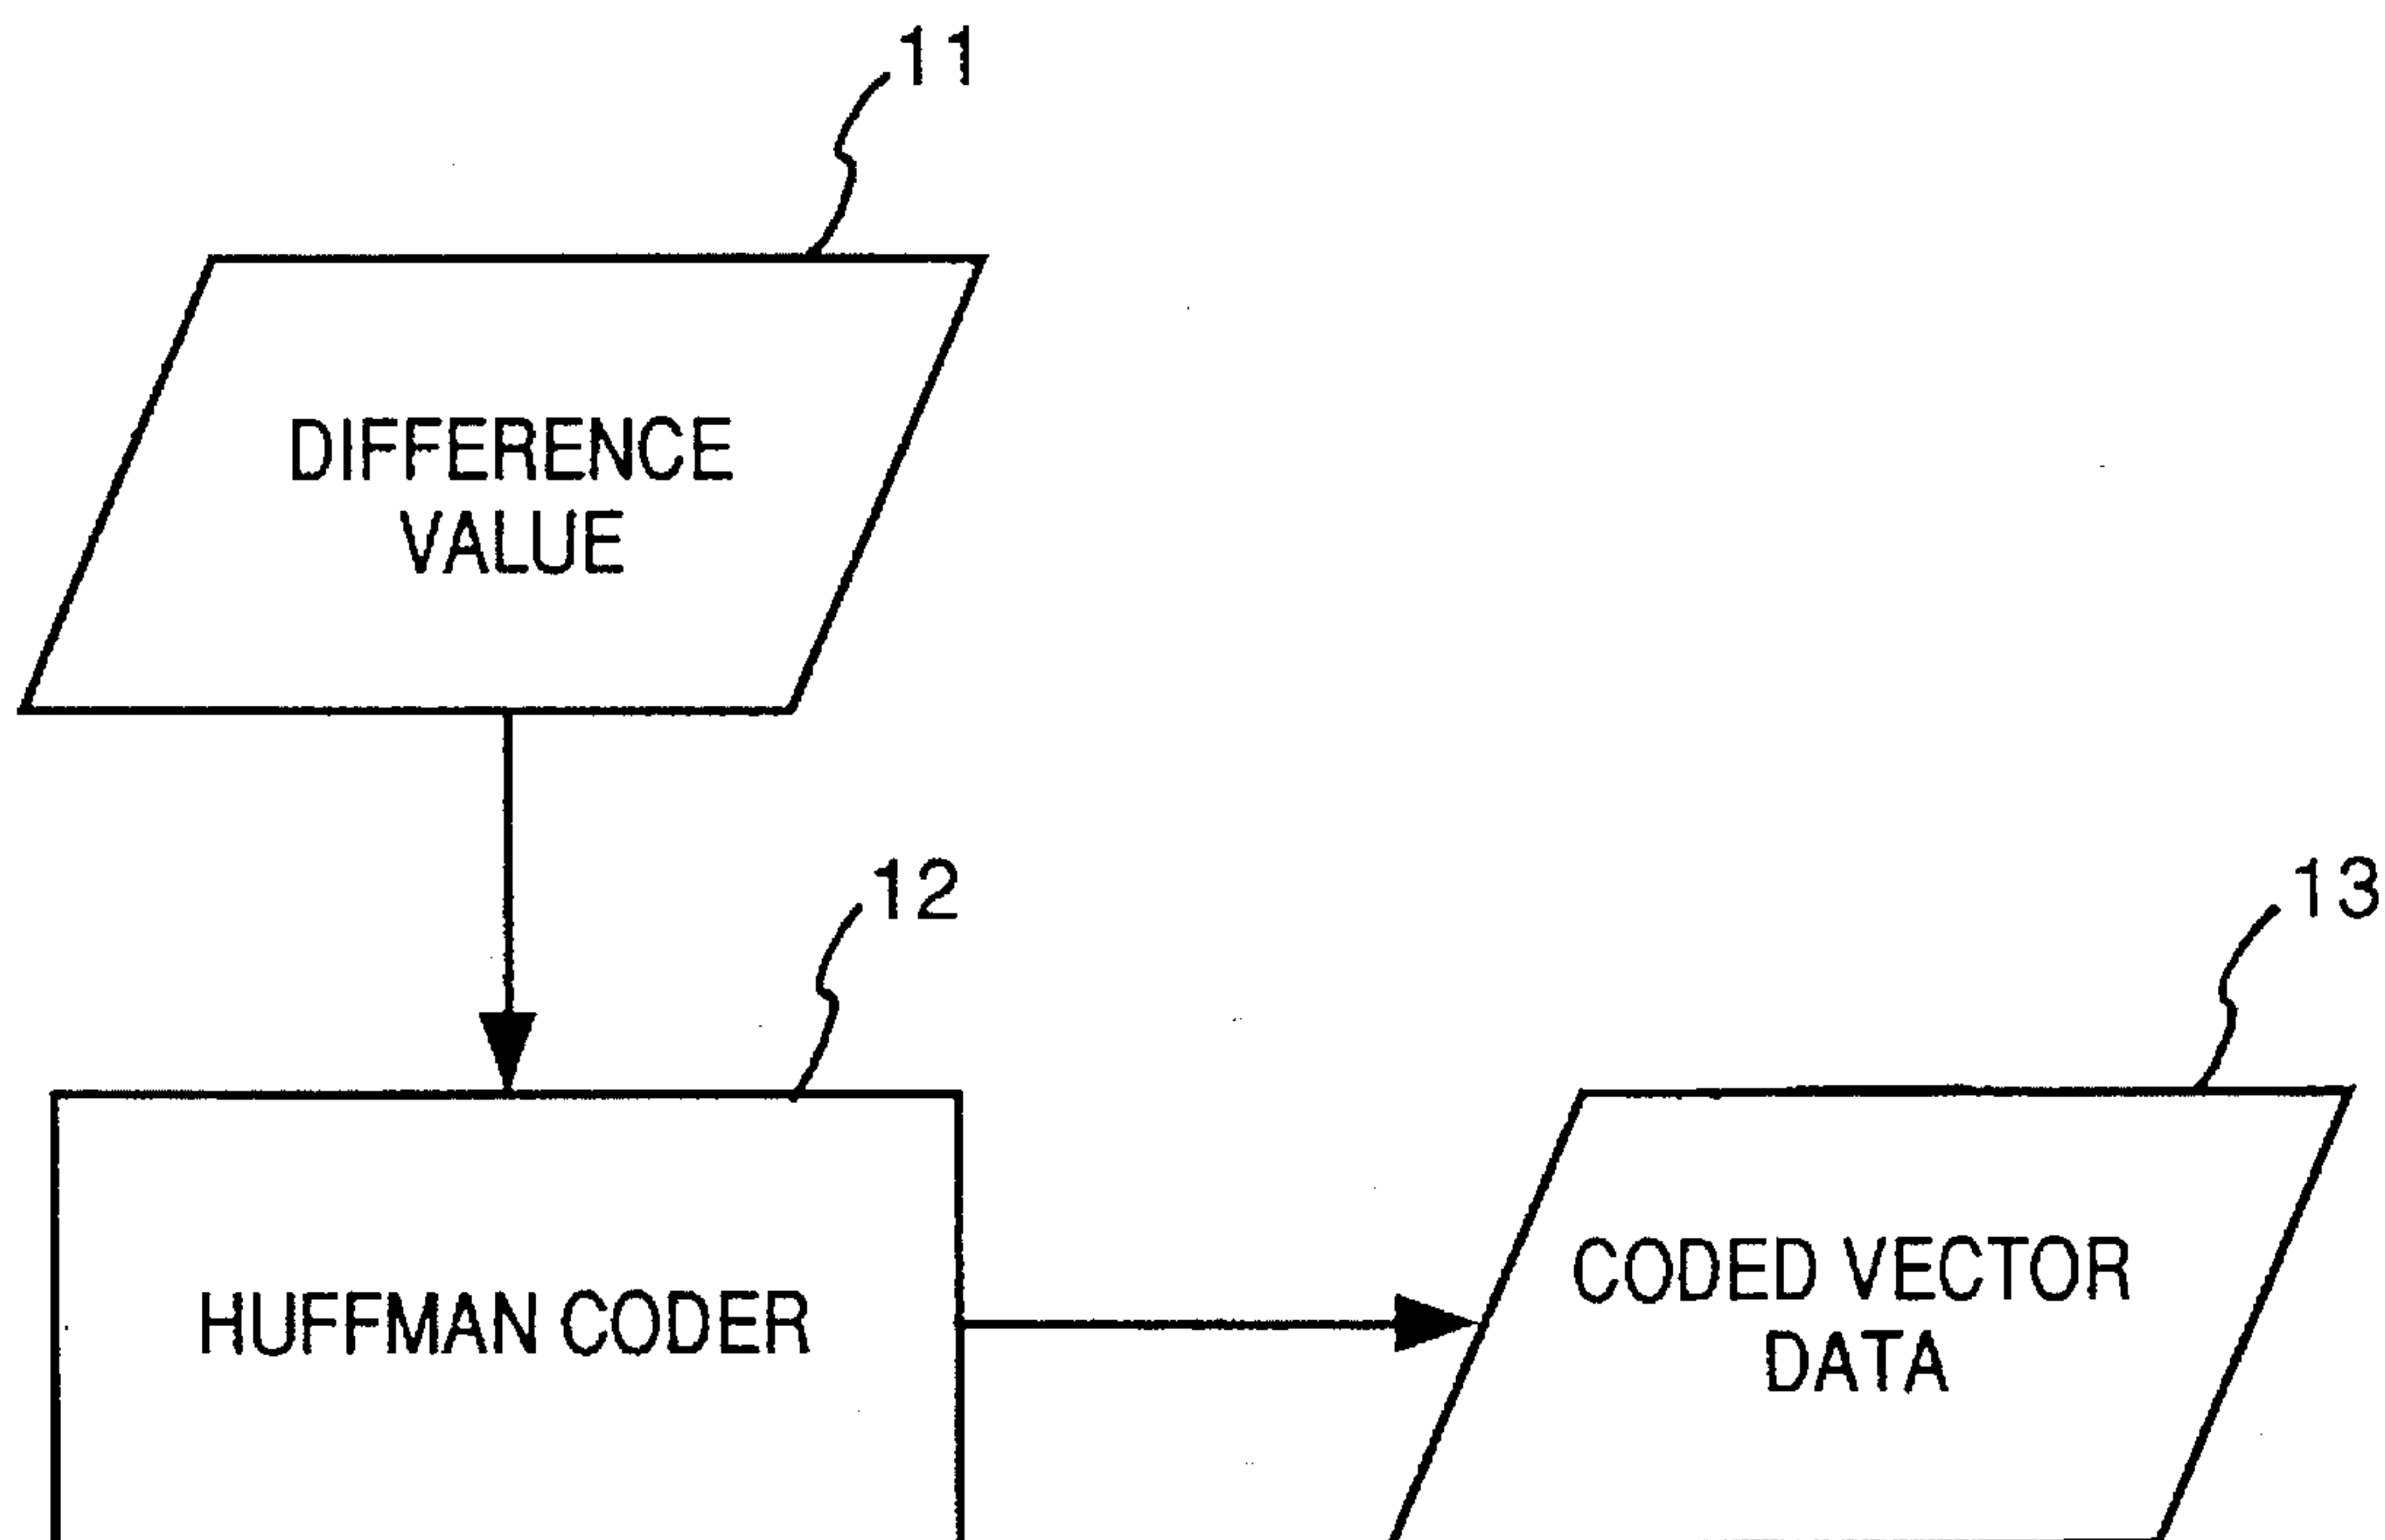 11
DIFFERENCE
VALUE
12
13
HUFFMAN CODER
CODED VECTOR
DATA